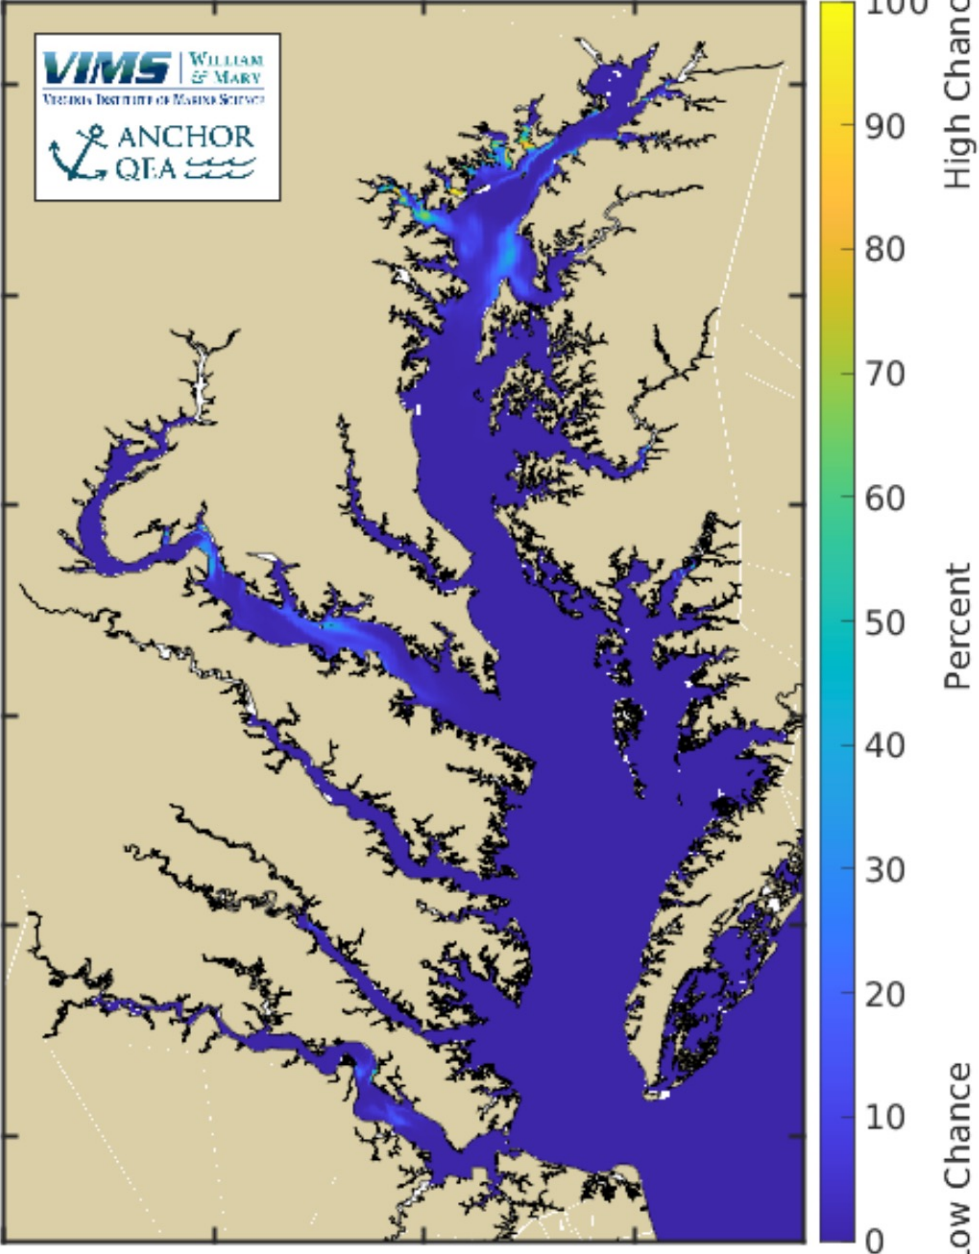 VIMS
WILLIAM
& MARY
VIRGINIA INSTITUTE OF MARINE SCIENCE
ANCHOR
QEA
100
90
80
70
60
50
40
30
20
10
0
High Chanc
Percent
Low Chance